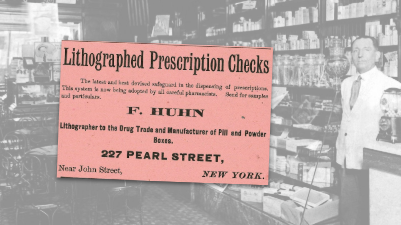 Lithographed Prescription Checks
The latest and best devised safeguard in the dispensing of prescriptions.
This system is now being adopted by all careful pharmacists. Send for samples
and particulars.
F. HUHN
Lithographer to the Drug Trade and Manufacturer of Pill and Powder
Boxes.
227 PEARL STREET,
Near John Street, NEW YORK.